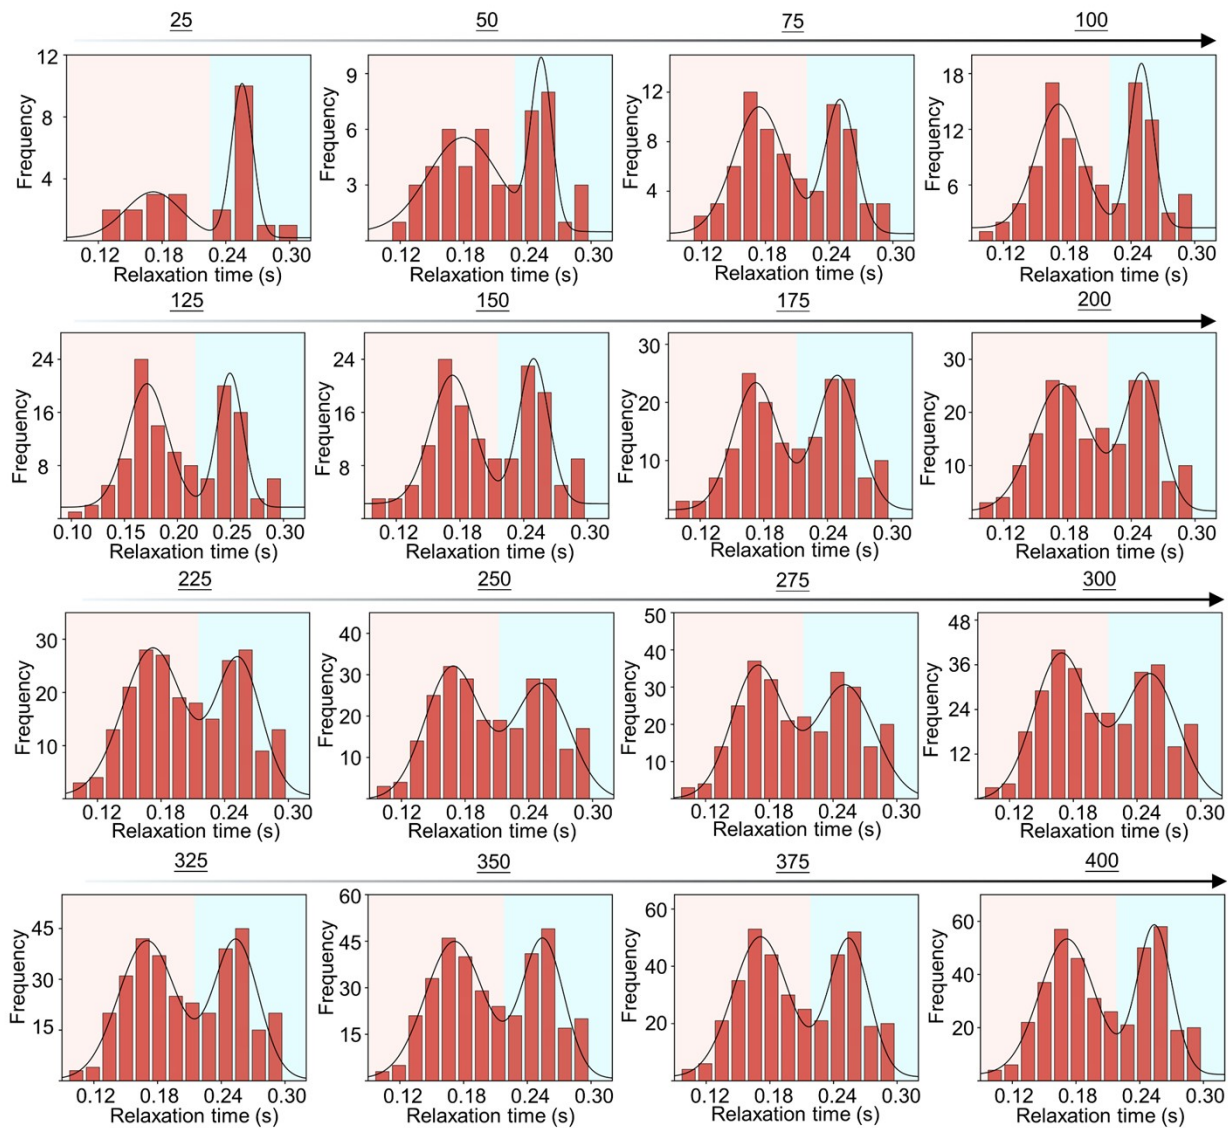 25 50 75 100
12 9 12 18
8 6 8 12
4 3 4 6
Frequency Frequency Frequency Frequency
0.12 0.18 0.24 0.30 0.12 0.18 0.24 0.30 0.12 0.18 0.24 0.30 0.12 0.18 0.24 0.30
Relaxation time (s) Relaxation time (s) Relaxation time (s) Relaxation time (s)
125 150 175 200
24 24 30 30
16 16 20 20
8 8 10 10
Frequency Frequency Frequency Frequency
0.10 0.15 0.20 0.25 0.30 0.12 0.18 0.24 0.30 0.12 0.18 0.24 0.30 0.12 0.18 0.24 0.30
Relaxation time (s) Relaxation time (s) Relaxation time (s) Relaxation time (s)
225 250 275 300
30 40 50 48
20 30 40 36
10 20 30 24
10 20 12
10
0
Frequency Frequency Frequency Frequency
0.12 0.18 0.24 0.30 0.12 0.18 0.24 0.30 0.12 0.18 0.24 0.30 0.12 0.18 0.24 0.30
Relaxation time (s) Relaxation time (s) Relaxation time (s) Relaxation time (s)
325 350 375 400
45 60 60 60
30 45 40 40
15 30 20 20
15
Frequency Frequency Frequency Frequency
0.12 0.18 0.24 0.30 0.12 0.18 0.24 0.30 0.12 0.18 0.24 0.30 0.12 0.18 0.24 0.30
Relaxation time (s) Relaxation time (s) Relaxation time (s) Relaxation time (s)